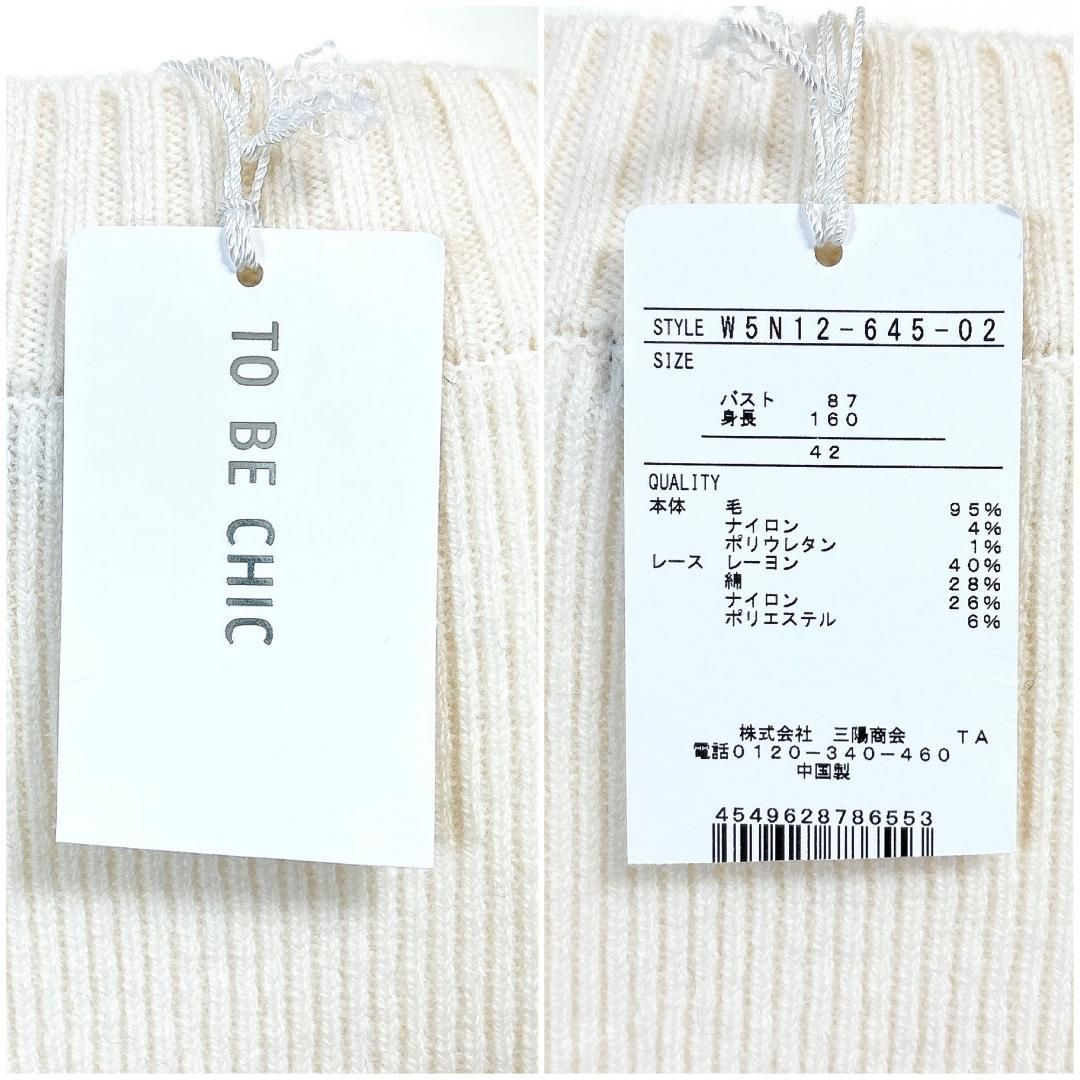 TO BE CHIC
STYLE W5N12-645-02
SIZE
バスト 87
身長 160
42
QUALITY
本体 毛 95%
ナイロン 4%
ポリウレタン 1%
レース レーヨン 40%
綿 28%
ナイロン 26%
ポリエステル 6%
株式会社 三陽商会 TA
電話0120-340-460
中国製
4549628786553